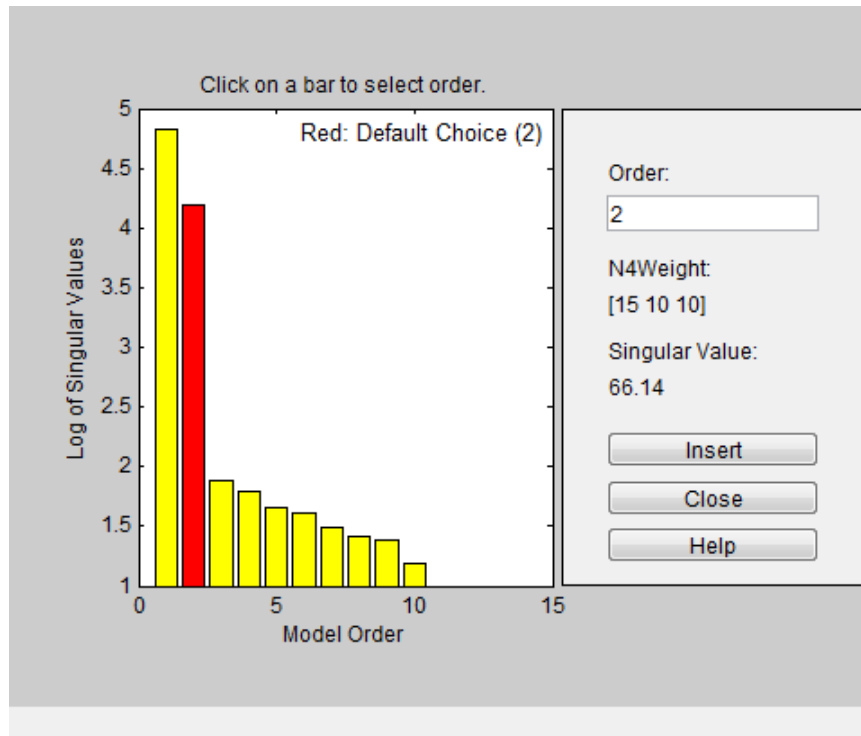 Click on a bar to select order.
Red: Default Choice (2)
5
4.5
4
3.5
3
2.5
2
1.5
1
Log of Singular Values
0
5
10
15
Model Order
Order:
2
N4Weight:
[15 10 10]
Singular Value:
66.14
Insert
Close
Help